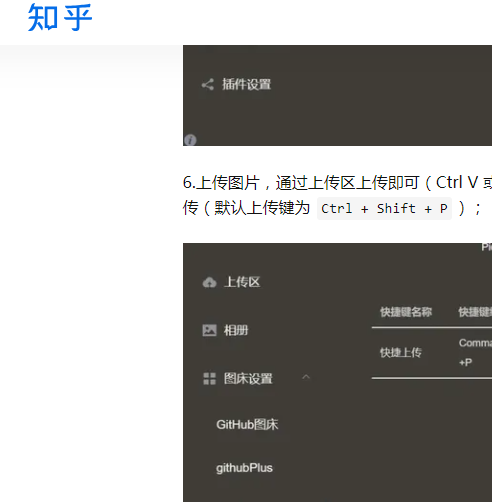 知乎
插件设置
6.上传图片，通过上传区上传即可（Ctrl V 或
传（默认上传键为 Ctrl + Shift + P ）；
上传区
快捷键名称 快捷键
相册
快捷上传 Comma
+P
图床设置
GitHub图床
githubPlus